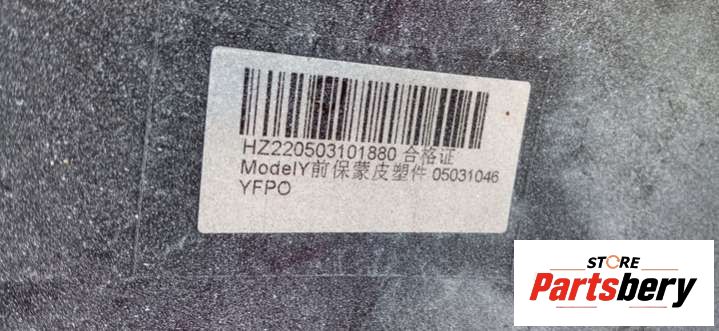 HZ220503101880 合格证
ModelY前保蒙皮塑件 05031046
YFPO
STORE
Partsbery